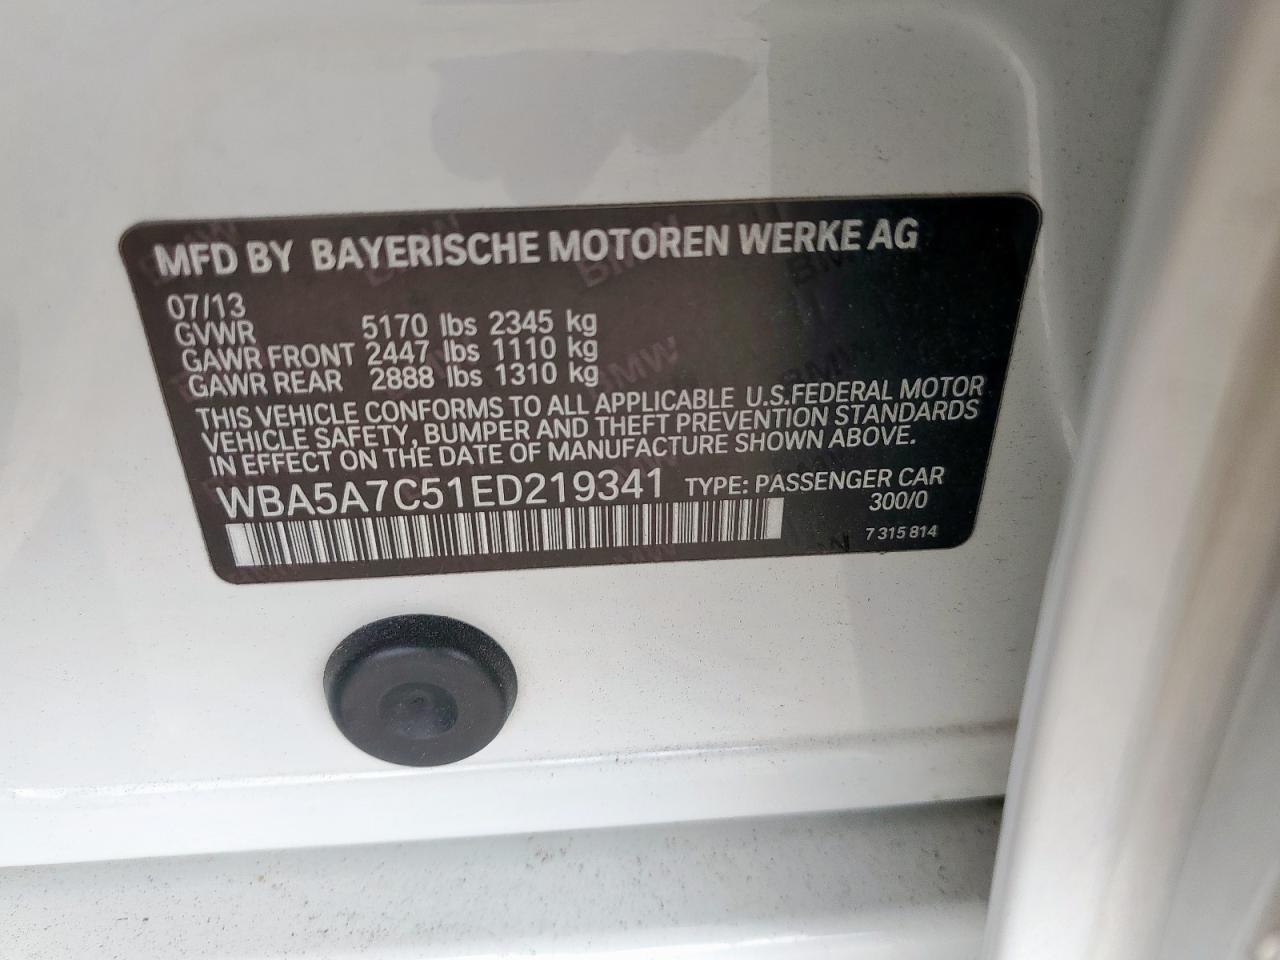 MFD BY BAYERISCHE MOTOREN WERKE AG
07/13
GVWR 5170 lbs 2345 kg
GAWR FRONT 2447 lbs 1110 kg
GAWR REAR 2888 lbs 1310 kg
THIS VEHICLE CONFORMS TO ALL APPLICABLE U.S.FEDERAL MOTOR
VEHICLE SAFETY, BUMPER AND THEFT PREVENTION STANDARDS
IN EFFECT ON THE DATE OF MANUFACTURE SHOWN ABOVE.
WBA5A7C51ED219341 TYPE: PASSENGER CAR
300/0
7 315 814